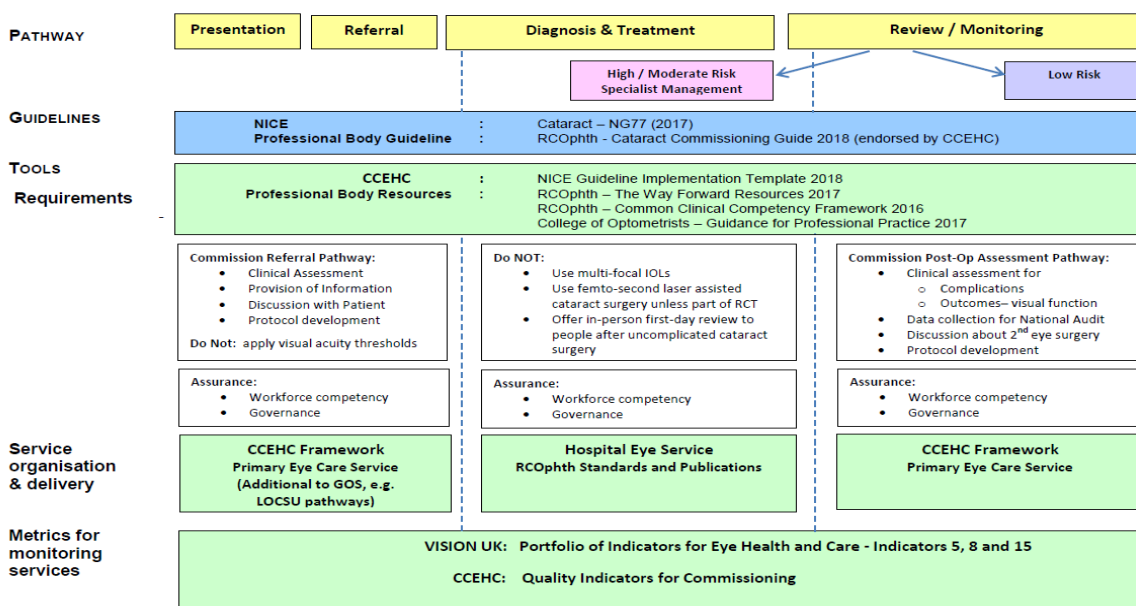 PATHWAY
Presentation
Referral
Diagnosis & Treatment
Review / Monitoring
High / Moderate Risk
Specialist Management
Low Risk
GUIDELINES
NICE : Cataract – NG77 (2017)
Professional Body Guideline : RCOphth - Cataract Commissioning Guide 2018 (endorsed by CCEHC)
TOOLS
Requirements
CCEHC : NICE Guideline Implementation Template 2018
Professional Body Resources : RCOphth – The Way Forward Resources 2017
RCOphth – Common Clinical Competency Framework 2016
College of Optometrists – Guidance for Professional Practice 2017
Commission Referral Pathway:
• Clinical Assessment
• Provision of Information
• Discussion with Patient
• Protocol development
Do Not: apply visual acuity thresholds
Do NOT:
• Use multi-focal IOLs
• Use femto-second laser assisted
cataract surgery unless part of RCT
• Offer in-person first-day review to
people after uncomplicated cataract
surgery
Commission Post-Op Assessment Pathway:
• Clinical assessment for
o Complications
o Outcomes– visual function
• Data collection for National Audit
• Discussion about 2nd eye surgery
• Protocol development
Assurance:
• Workforce competency
• Governance
Assurance:
• Workforce competency
• Governance
Assurance:
• Workforce competency
• Governance
Service
organisation
& delivery
CCEHC Framework
Primary Eye Care Service
(Additional to GOS, e.g.
LOCSU pathways)
Hospital Eye Service
RCOphth Standards and Publications
CCEHC Framework
Primary Eye Care Service
Metrics for
monitoring
services
VISION UK: Portfolio of Indicators for Eye Health and Care - Indicators 5, 8 and 15
CCEHC: Quality Indicators for Commissioning